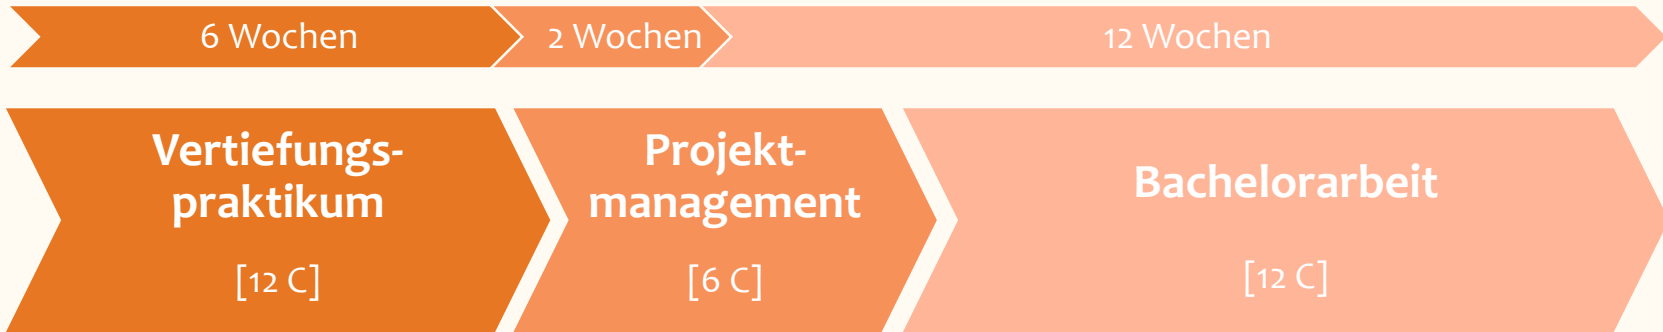 6 Wochen
2 Wochen
12 Wochen
Vertiefungs-
praktikum
[12 C]
Projekt-
management
[6 C]
Bachelorarbeit
[12 C]